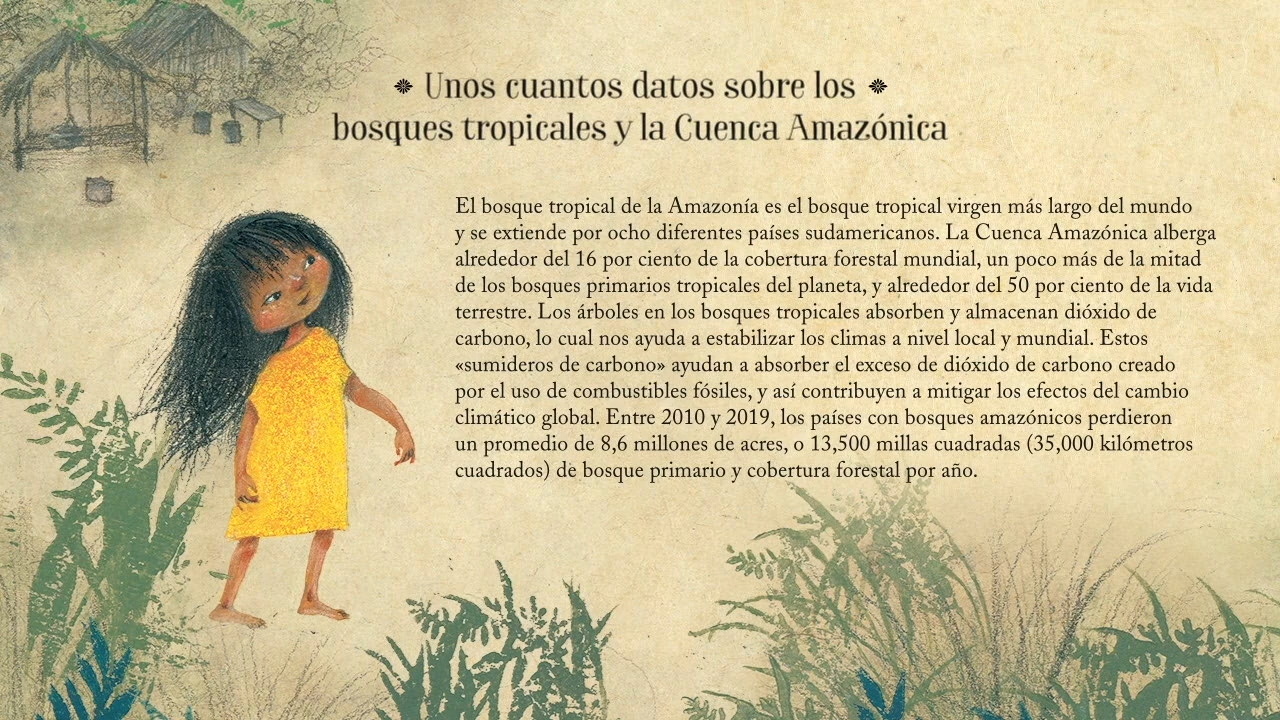 Unos cuantos datos sobre los
bosques tropicales y la Cuenca Amazónica
El bosque tropical de la Amazonía es el bosque tropical virgen más largo del mundo
y se extiende por ocho diferentes países sudamericanos. La Cuenca Amazónica alberga
alrededor del 16 por ciento de la cobertura forestal mundial, un poco más de la mitad
de los bosques primarios tropicales del planeta, y alrededor del 50 por ciento de la vida
terrestre. Los árboles en los bosques tropicales absorben y almacenan dióxido de
carbono, lo cual nos ayuda a estabilizar los climas a nivel local y mundial. Estos
«sumideros de carbono» ayudan a absorber el exceso de dióxido de carbono creado
por el uso de combustibles fósiles, y así contribuyen a mitigar los efectos del cambio
climático global. Entre 2010 y 2019, los países con bosques amazónicos perdieron
un promedio de 8,6 millones de acres, o 13,500 millas cuadradas (35,000 kilómetros
cuadrados) de bosque primario y cobertura forestal por año.